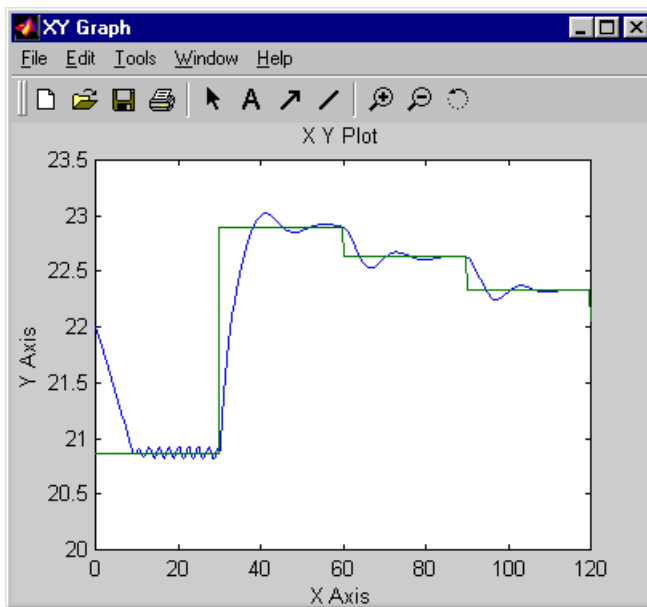 XY Graph
File Edit Tools Window Help
A
X Y Plot
23.5
23
22.5
22
21.5
21
20.5
20
Y Axis
0 20 40 60 80 100 120
X Axis